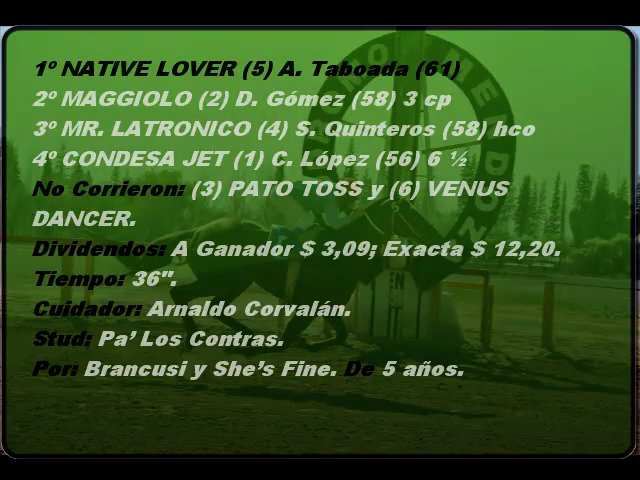 1º NATIVE LOVER (5) A. Taboada (61)
2º MAGGIOLO (2) D. Gómez (58) 3 cp
3º MR. LATRONICO (4) S. Quinteros (58) hco
4º CONDESA JET (1) C. López (56) 6 ½
No Corrieron: (3) PATO TOSS y (6) VENUS
DANCER.
Dividendos: A Ganador $ 3,09; Exacta $ 12,20.
Tiempo: 36".
Cuidador: Arnaldo Corvalán.
Stud: Pa’ Los Contras.
Por: Brancusi y She’s Fine. De 5 años.